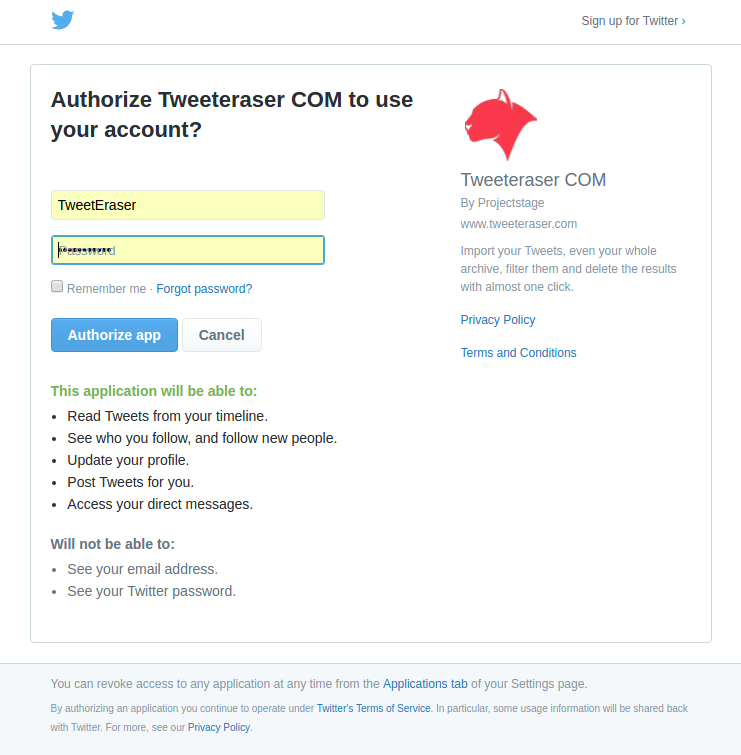 Sign up for Twitter ›
Authorize Tweeteraser COM to use
your account?
TweetEraser
Password
Remember me · Forgot password?
Authorize app
Cancel
This application will be able to:
• Read Tweets from your timeline.
• See who you follow, and follow new people.
• Update your profile.
• Post Tweets for you.
• Access your direct messages.
Will not be able to:
• See your email address.
• See your Twitter password.
Tweeteraser COM
By Projectstage
www.tweeteraser.com
Import your Tweets, even your whole
archive, filter them and delete the results
with almost one click.
Privacy Policy
Terms and Conditions
You can revoke access to any application at any time from the Applications tab of your Settings page.
By authorizing an application you continue to operate under Twitter's Terms of Service. In particular, some usage information will be shared back
with Twitter. For more, see our Privacy Policy.